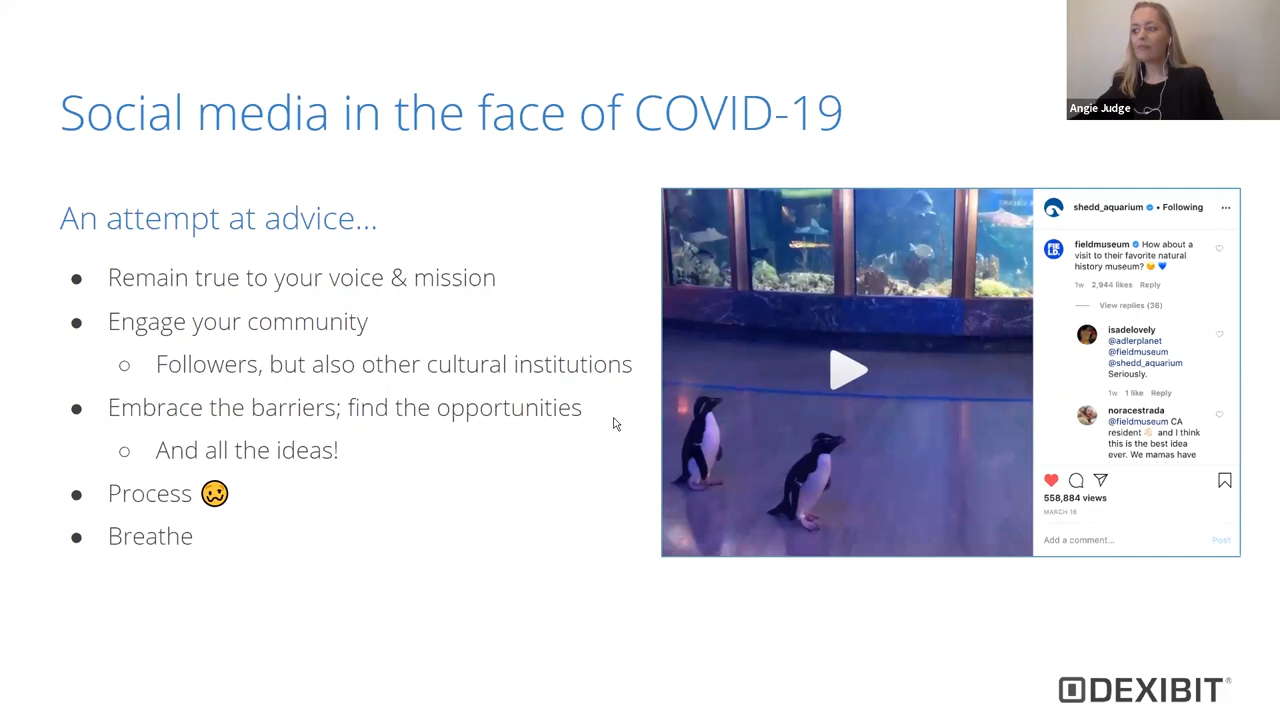 Social media in the face of COVID-19
Angie Judge
An attempt at advice...
● Remain true to your voice & mission
● Engage your community
○ Followers, but also other cultural institutions
● Embrace the barriers; find the opportunities
○ And all the ideas!
● Process 🥴
● Breathe
shedd_aquarium • Following
...
FIELD.
fieldmuseum How about a
visit to their favorite natural
history museum? 😉 💙
1w 2,944 likes Reply
View replies (36)
isadelovely
@adlerplanet
@fieldmuseum
@shedd_aquarium
Seriously.
1w 1 like Reply
noracestrada
@fieldmuseum CA
resident 👋🏻 and I think
this is the best idea
ever. We mamas have
558,884 views
MARCH 16
Add a comment...
Post
DEXIBIT®